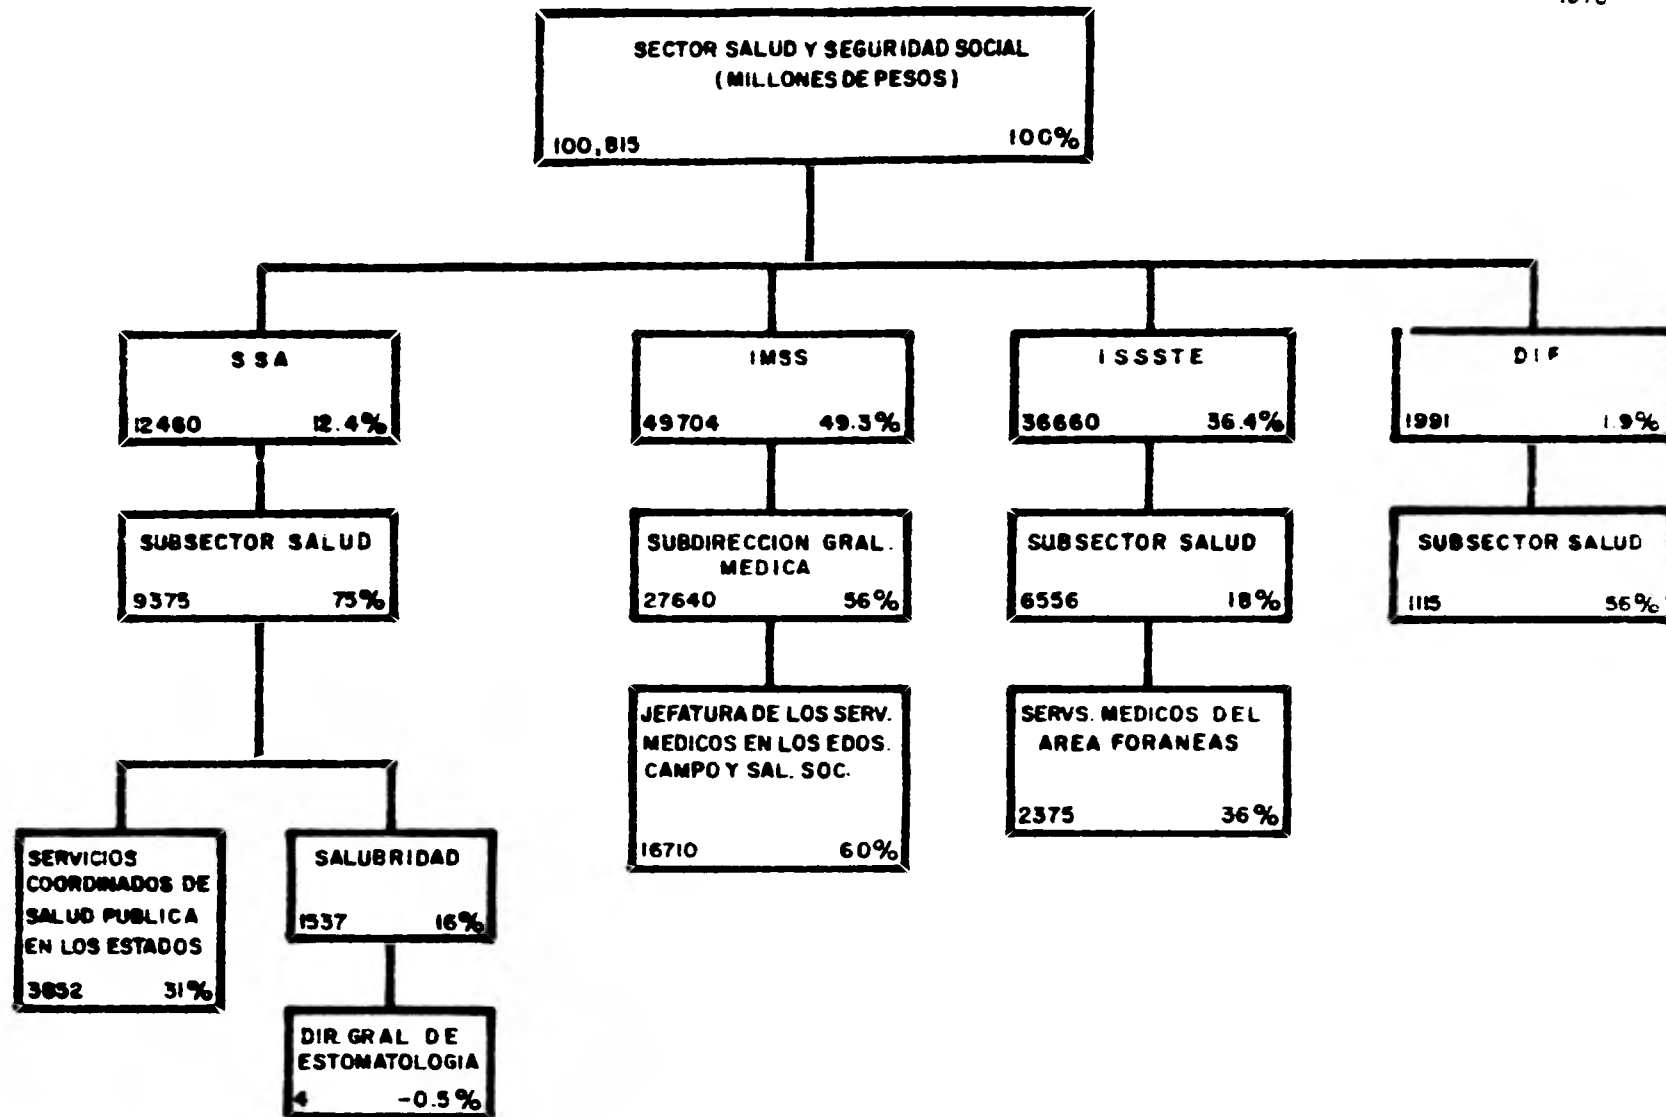 SECTOR SALUD Y SEGURIDAD SOCIAL
(MILLONES DE PESOS)
100,815 100%
SSA
12460 12.4%
IMSS
49704 49.3%
ISSSTE
36660 36.4%
DIF
1991 1.9%
SUBSECTOR SALUD
9375 75%
SUBDIRECCION GRAL.
MEDICA
27640 56%
SUBSECTOR SALUD
6556 18%
SUBSECTOR SALUD
1115 56%
JEFATURA DE LOS SERV.
MEDICOS EN LOS EDOS.
CAMPO Y SAL. SOC.
16710 60%
SERVS. MEDICOS DEL
AREA FORANEAS
2375 36%
SERVICIOS
COORDINADOS DE
SALUD PUBLICA
EN LOS ESTADOS
3852 31%
SALUBRIDAD
1537 16%
DIR. GRAL DE
ESTOMATOLOGIA
4 -0.5%